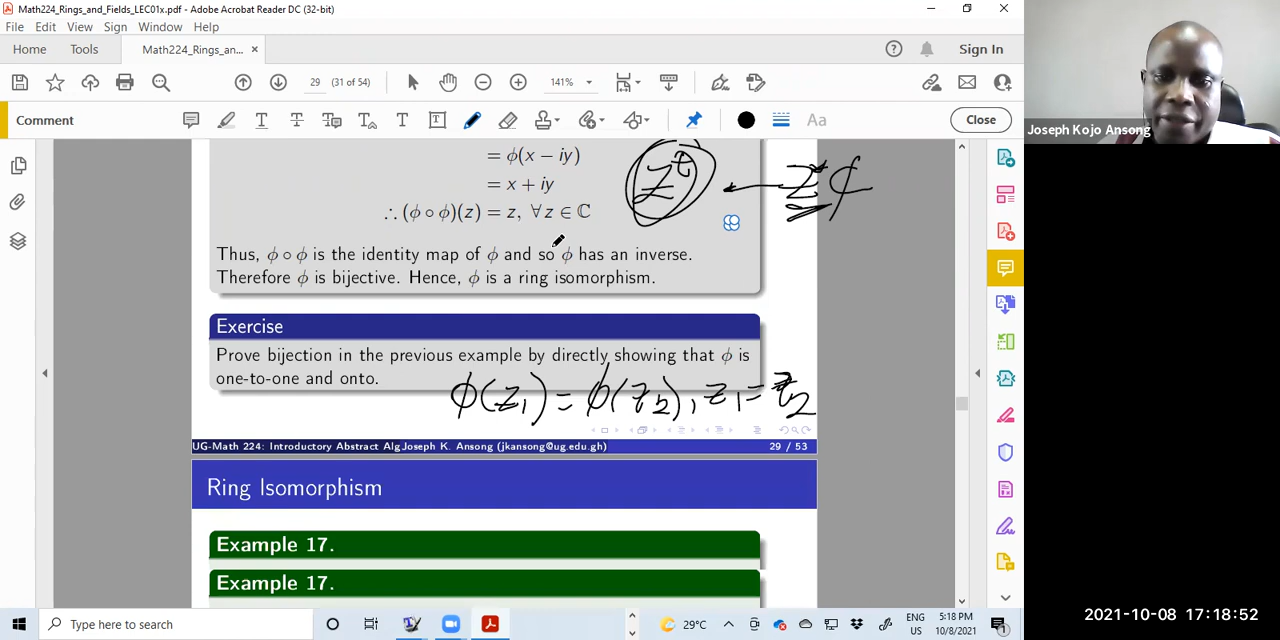 Math224_Rings_and_Fields_LEC01x.pdf - Adobe Acrobat Reader DC (32-bit)
File Edit View Sign Window Help
Home Tools Math224_Rings_an... × Sign In
29 (31 of 54) 141%
Comment Aa Close
Joseph Kojo Ansong
= ϕ(x − iy)
= x + iy
∴ (ϕ ∘ ϕ)(z) = z, ∀z ∈ ℂ
Thus, ϕ ∘ ϕ is the identity map of ϕ and so ϕ has an inverse.
Therefore ϕ is bijective. Hence, ϕ is a ring isomorphism.
Exercise
Prove bijection in the previous example by directly showing that ϕ is
one-to-one and onto.
ϕ(z₁) = ϕ(z₂), z₁ = z₂
UG-Math 224: Introductory Abstract Alg Joseph K. Ansong (jkansong@ug.edu.gh) 29 / 53
Ring Isomorphism
Example 17.
Example 17.
2021-10-08 17:18:52
Type here to search 29°C ENG US 5:18 PM 10/8/2021